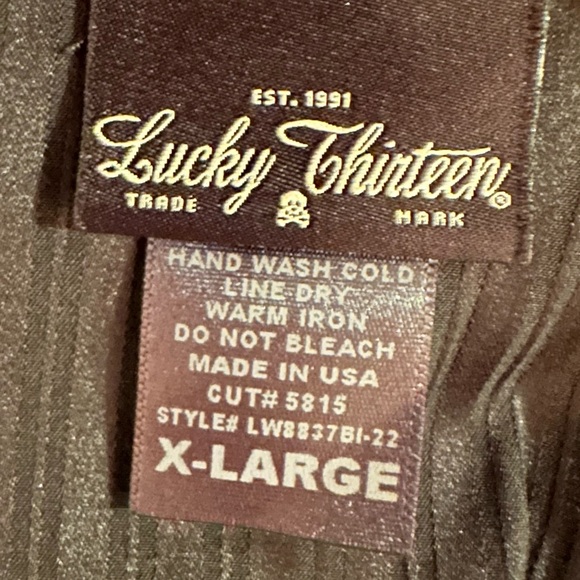 EST. 1991
Lucky Thirteen®
TRADE MARK
HAND WASH COLD
LINE DRY
WARM IRON
DO NOT BLEACH
MADE IN USA
CUT# 5815
STYLE# LW8837BI-22
X-LARGE